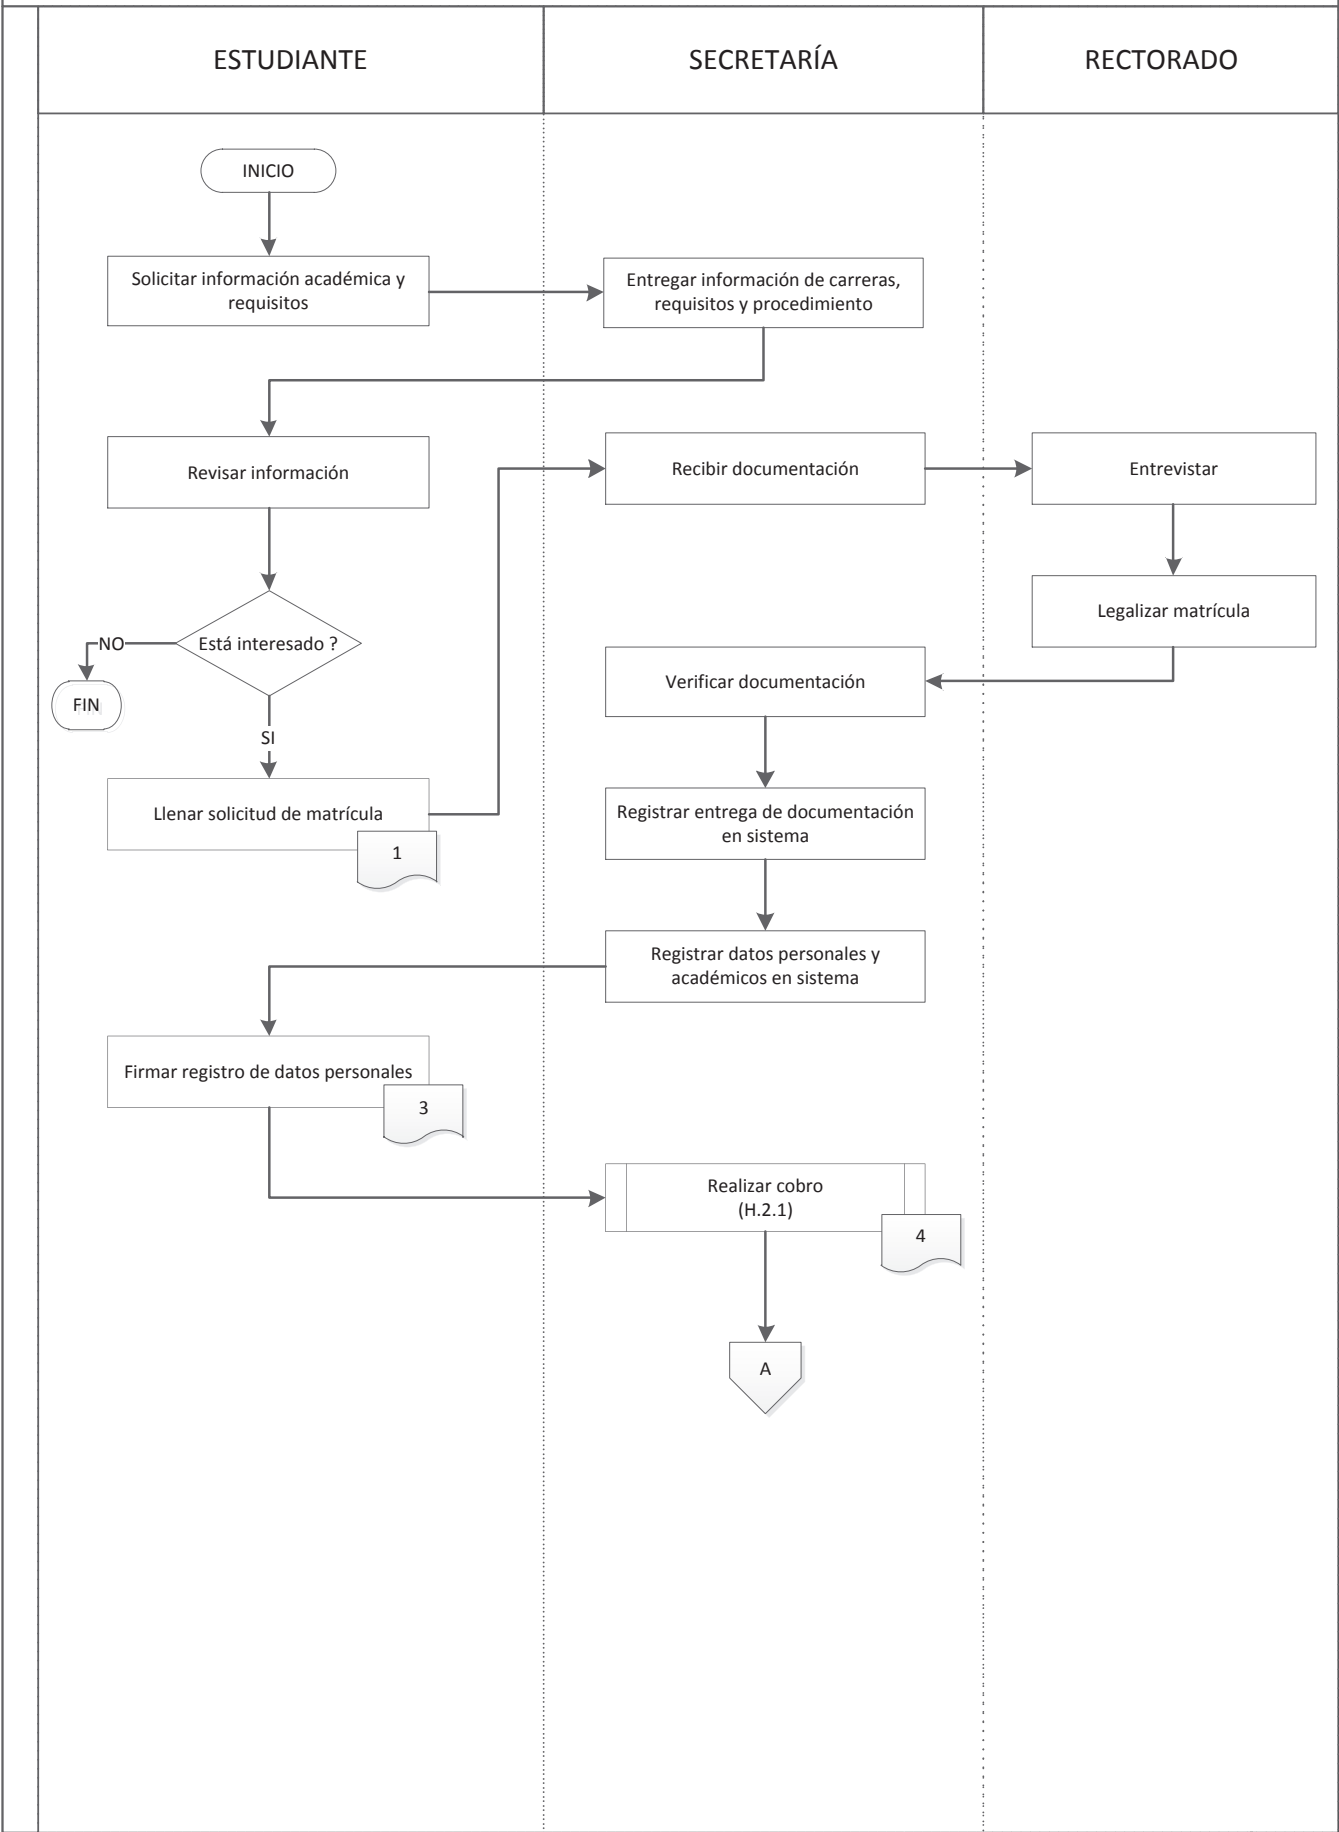 ESTUDIANTE
SECRETARÍA
RECTORADO
INICIO
Solicitar información académica y
requisitos
Entregar información de carreras,
requisitos y procedimiento
Revisar información
Recibir documentación
Entrevistar
Legalizar matrícula
Está interesado ?
NO
FIN
SI
Verificar documentación
Llenar solicitud de matrícula
1
Registrar entrega de documentación
en sistema
Registrar datos personales y
académicos en sistema
Firmar registro de datos personales
3
Realizar cobro
(H.2.1)
4
A